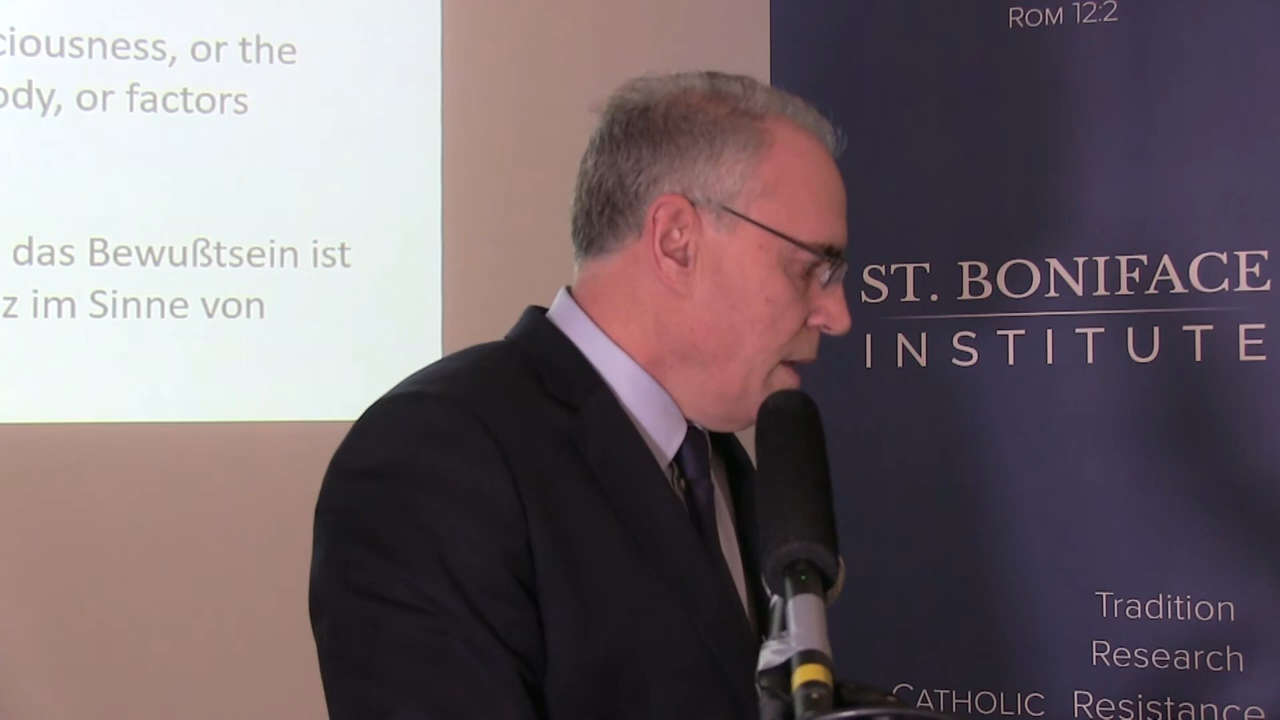 ciousness, or the
ody, or factors
das Bewußtsein ist
z im Sinne von
ROM 12:2
ST. BONIFACE
INSTITUTE
Tradition
Research
CATHOLIC Resistance